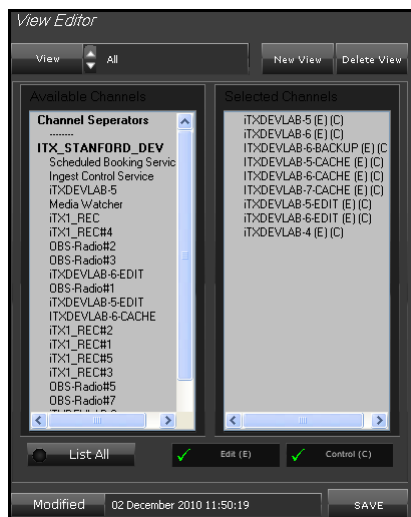 View Editor
View
All
New View
Delete View
Available Channels
Channel Seperators
--------
ITX_STANFORD_DEV
Scheduled Booking Servic
Ingest Control Service
iTXDEVLAB-5
Media Watcher
iTX1_REC
iTX1_REC#4
OBS-Radio#2
OBS-Radio#3
iTXDEVLAB-6-EDIT
OBS-Radio#1
iTXDEVLAB-5-EDIT
ITXDEVLAB-6-CACHE
iTX1_REC#2
iTX1_REC#1
iTX1_REC#5
iTX1_REC#3
OBS-Radio#5
OBS-Radio#7
Selected Channels
iTXDEVLAB-5 (E) (C)
iTXDEVLAB-6 (E) (C)
ITXDEVLAB-6-BACKUP (E) (C
ITXDEVLAB-5-CACHE (E) (C)
ITXDEVLAB-6-CACHE (E) (C)
ITXDEVLAB-7-CACHE (E) (C)
iTXDEVLAB-5-EDIT (E) (C)
iTXDEVLAB-6-EDIT (E) (C)
iTXDEVLAB-4 (E) (C)
List All
Edit (E)
Control (C)
Modified
02 December 2010 11:50:19
SAVE